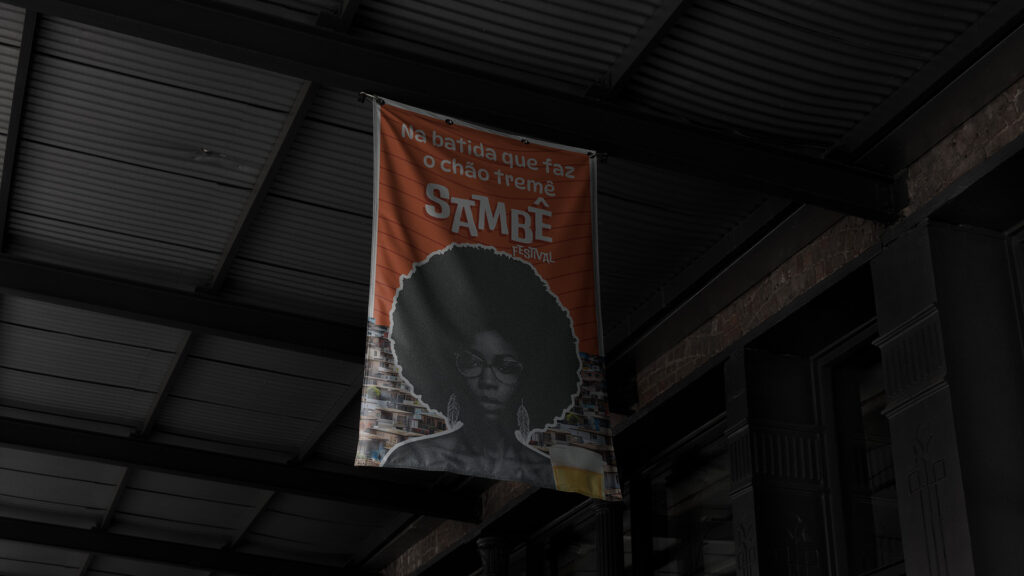 Na batida que faz
o chão tremê
SAMBÊ
FESTIVAL